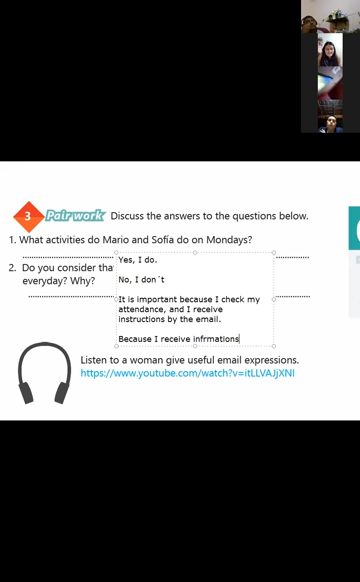 3 Pair work Discuss the answers to the questions below.
1. What activities do Mario and Sofía do on Mondays?
2. Do you consider tha
everyday? Why?
Yes, I do.
No, I don´t
It is important because I check my
attendance, and I receive
instructions by the email.
Because I receive infrmations
Listen to a woman give useful email expressions.
https://www.youtube.com/watch?v=itLLVAJjXNI